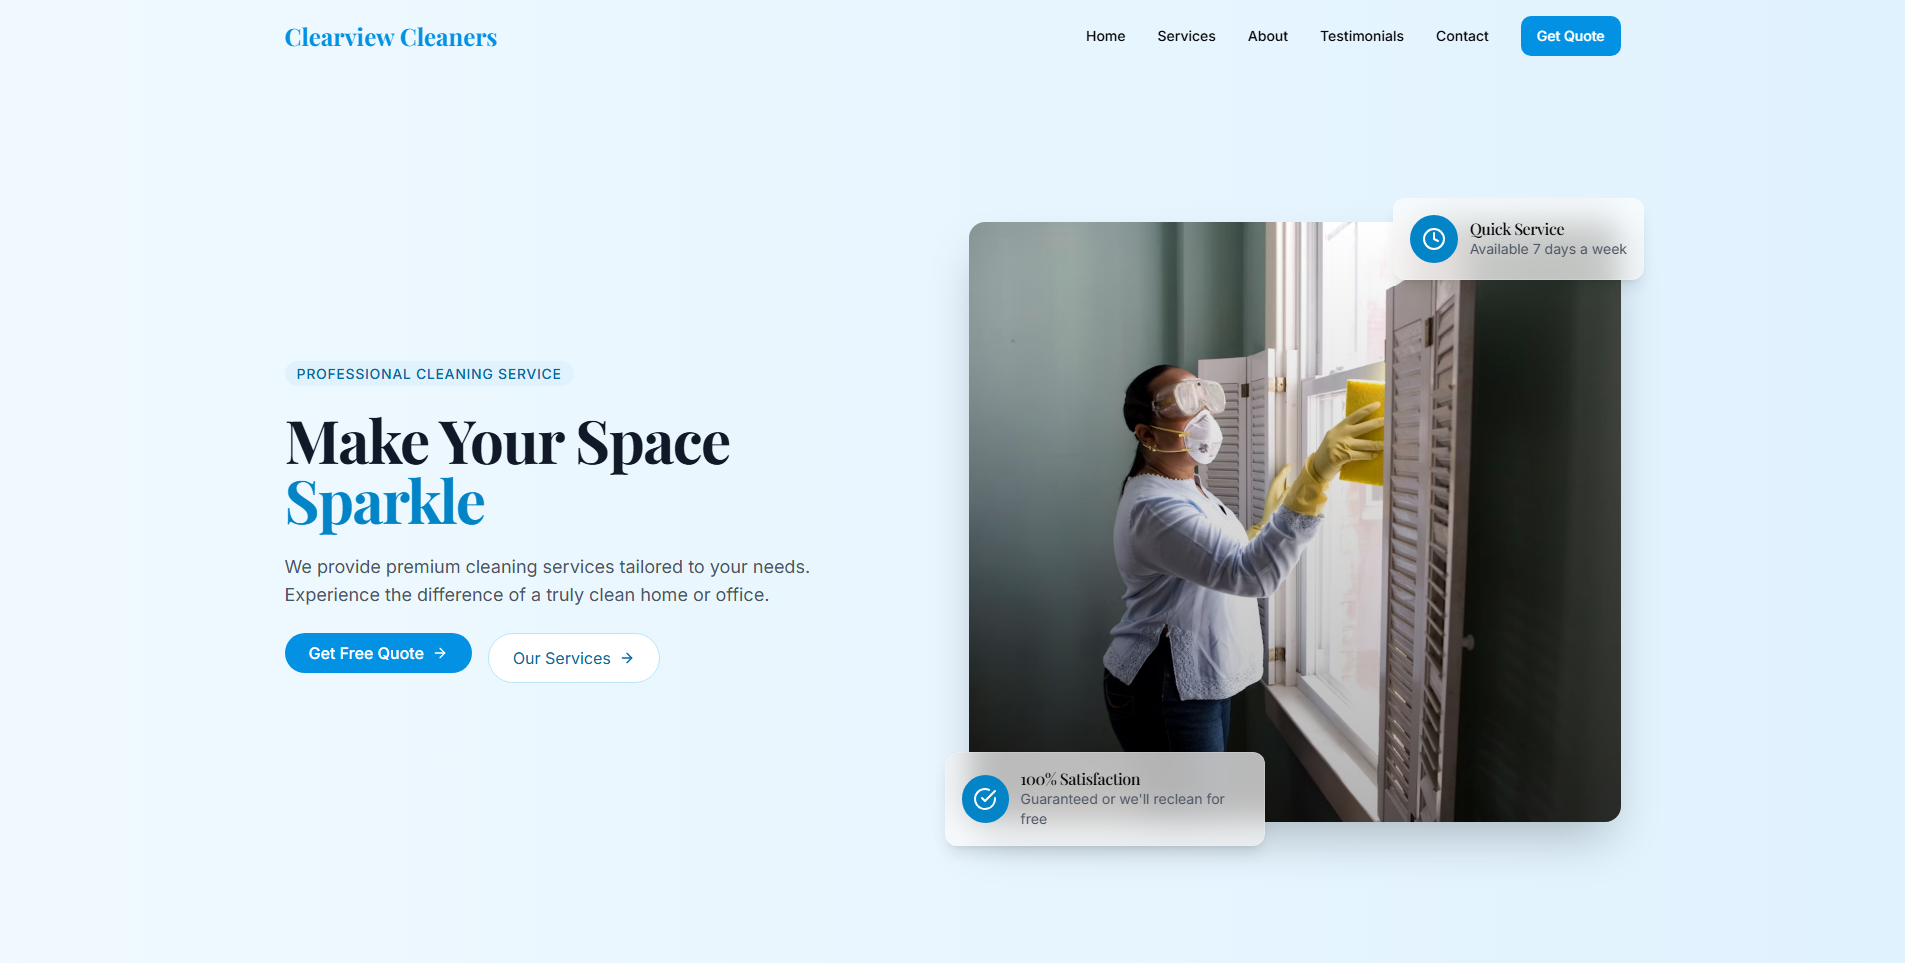 Clearview Cleaners
Home
Services
About
Testimonials
Contact
Get Quote
PROFESSIONAL CLEANING SERVICE
Make Your Space
Sparkle
We provide premium cleaning services tailored to your needs.
Experience the difference of a truly clean home or office.
Get Free Quote
Our Services
Quick Service
Available 7 days a week
100% Satisfaction
Guaranteed or we'll reclean for
free